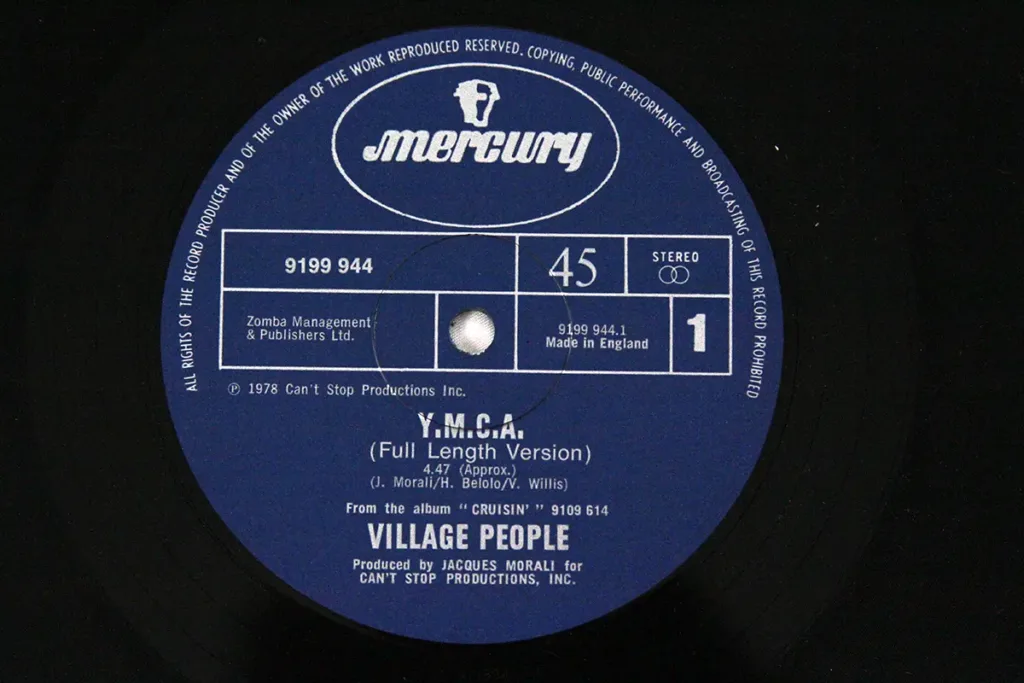 ALL RIGHTS OF THE RECORD PRODUCER AND OF THE OWNER OF THE WORK REPRODUCED RESERVED. COPYING, PUBLIC PERFORMANCE AND BROADCASTING OF THIS RECORD PROHIBITED
mercury
9199 944
45
STEREO
Zomba Management
& Publishers Ltd.
9199 944.1
Made in England
1
℗ 1978 Can't Stop Productions Inc.
Y.M.C.A.
(Full Length Version)
4.47 (Approx.)
(J. Morali/H. Belolo/V. Willis)
From the album "CRUISIN'" 9109 614
VILLAGE PEOPLE
Produced by JACQUES MORALI for
CAN'T STOP PRODUCTIONS, INC.